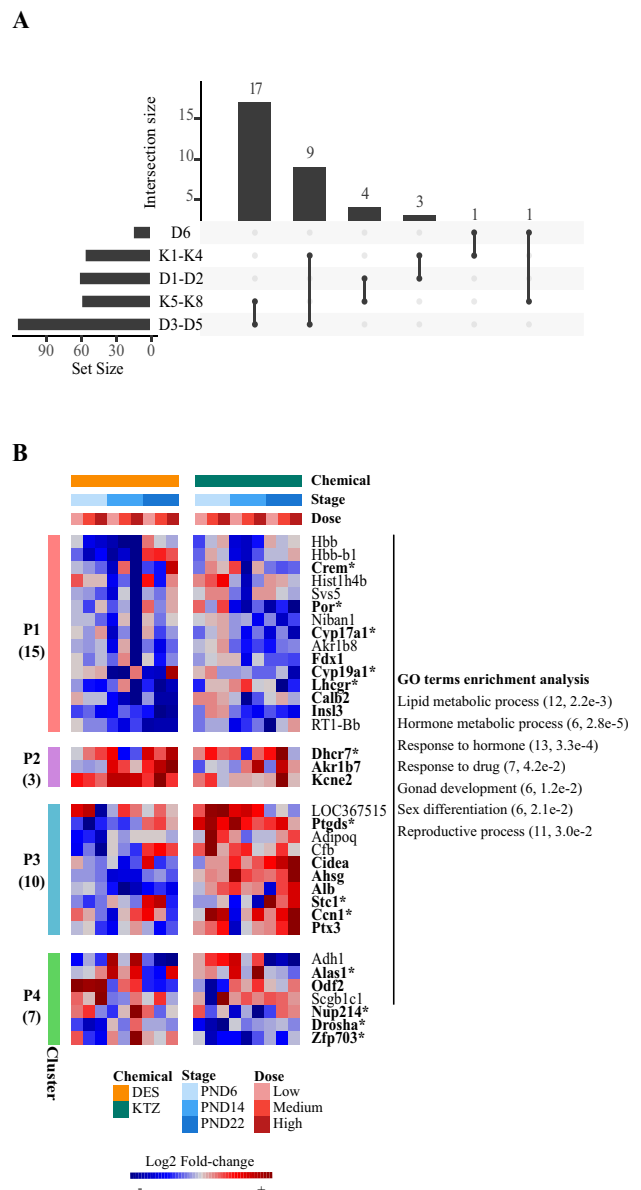 A
Intersection size
17
9
4
3
1
1
15
10
5
D6
K1-K4
D1-D2
K5-K8
D3-D5
90
60
30
0
Set Size
B
Chemical
Stage
Dose
P1
(15)
Hbb
Hbb-b1
Crem*
Hist1h4b
Svs5
Por*
Niban1
Cyp17a1*
Akr1b8
Fdx1
Cyp19a1*
Lhcgr*
Calb2
Insl3
RT1-Bb
P2
(3)
Dhcr7*
Akr1b7
Kcne2
P3
(10)
LOC367515
Ptgds*
Adipoq
Cfb
Cidea
Ahsg
Alb
Stc1*
Ccn1*
Ptx3
P4
(7)
Adh1
Alas1*
Odf2
Scgb1c1
Nup214*
Drosha*
Zfp703*
GO terms enrichment analysis
Lipid metabolic process (12, 2.2e-3)
Hormone metabolic process (6, 2.8e-5)
Response to hormone (13, 3.3e-4)
Response to drug (7, 4.2e-2)
Gonad development (6, 1.2e-2)
Sex differentiation (6, 2.1e-2)
Reproductive process (11, 3.0e-2
Cluster
Chemical
DES
KTZ
Stage
PND6
PND14
PND22
Dose
Low
Medium
High
Log2 Fold-change
- +